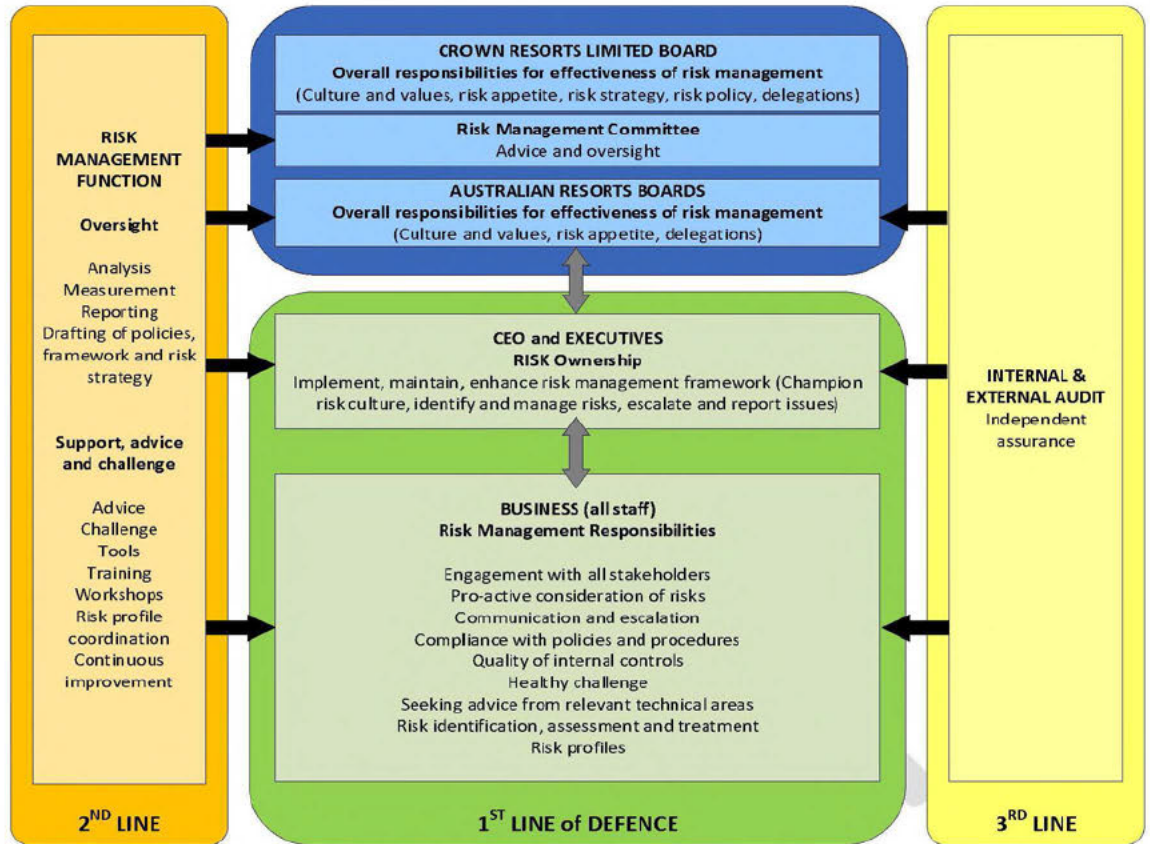 RISK
MANAGEMENT
FUNCTION
Oversight
Analysis
Measurement
Reporting
Drafting of policies,
framework and risk
strategy
Support, advice
and challenge
Advice
Challenge
Tools
Training
Workshops
Risk profile
coordination
Continuous
improvement
2ND LINE
CROWN RESORTS LIMITED BOARD
Overall responsibilities for effectiveness of risk management
(Culture and values, risk appetite, risk strategy, risk policy, delegations)
Risk Management Committee
Advice and oversight
AUSTRALIAN RESORTS BOARDS
Overall responsibilities for effectiveness of risk management
(Culture and values, risk appetite, delegations)
CEO and EXECUTIVES
RISK Ownership
Implement, maintain, enhance risk management framework (Champion
risk culture, identify and manage risks, escalate and report issues)
BUSINESS (all staff)
Risk Management Responsibilities
Engagement with all stakeholders
Pro-active consideration of risks
Communication and escalation
Compliance with policies and procedures
Quality of internal controls
Healthy challenge
Seeking advice from relevant technical areas
Risk identification, assessment and treatment
Risk profiles
1ST LINE of DEFENCE
INTERNAL &
EXTERNAL AUDIT
Independent
assurance
3RD LINE